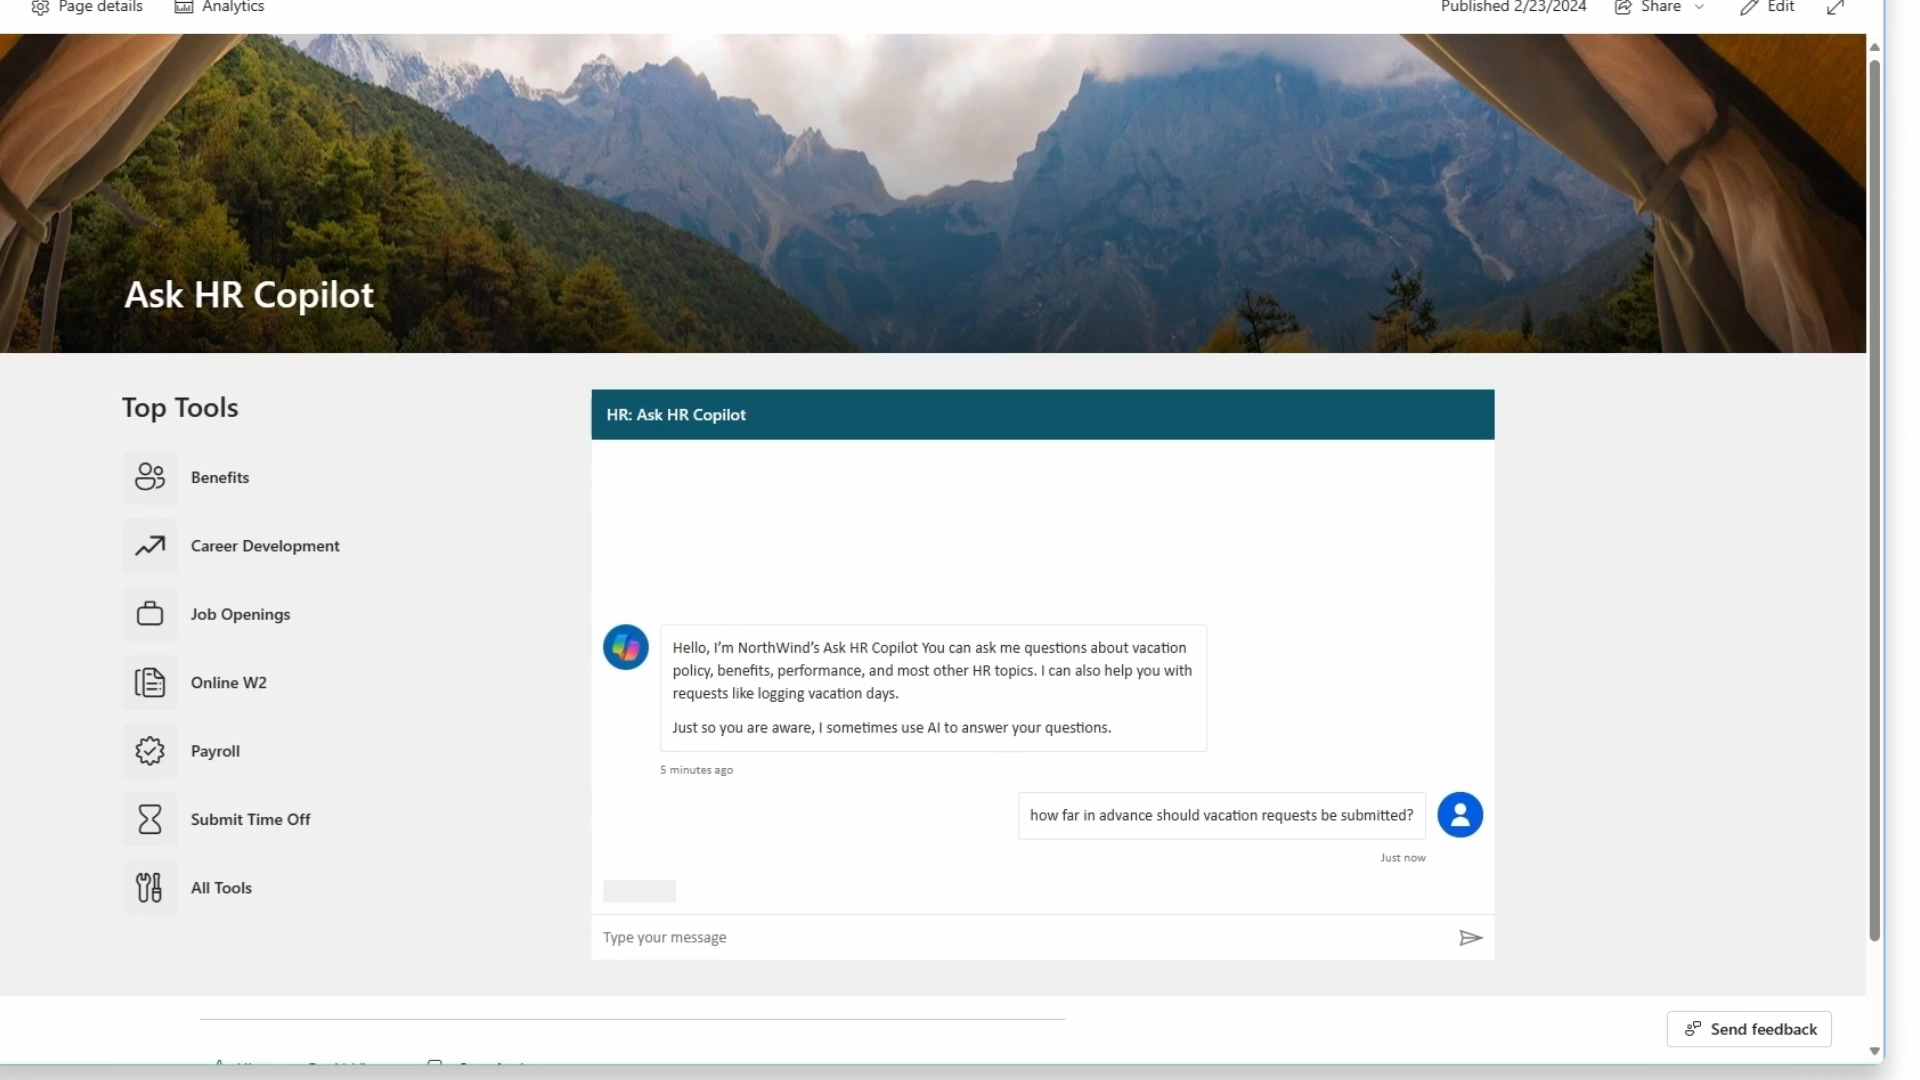 Page details
Analytics
Published 2/23/2024
Share
Edit
Ask HR Copilot
Top Tools
Benefits
Career Development
Job Openings
Online W2
Payroll
Submit Time Off
All Tools
HR: Ask HR Copilot
Hello, I'm NorthWind's Ask HR Copilot You can ask me questions about vacation
policy, benefits, performance, and most other HR topics. I can also help you with
requests like logging vacation days.
Just so you are aware, I sometimes use AI to answer your questions.
5 minutes ago
how far in advance should vacation requests be submitted?
Just now
Type your message
Send feedback